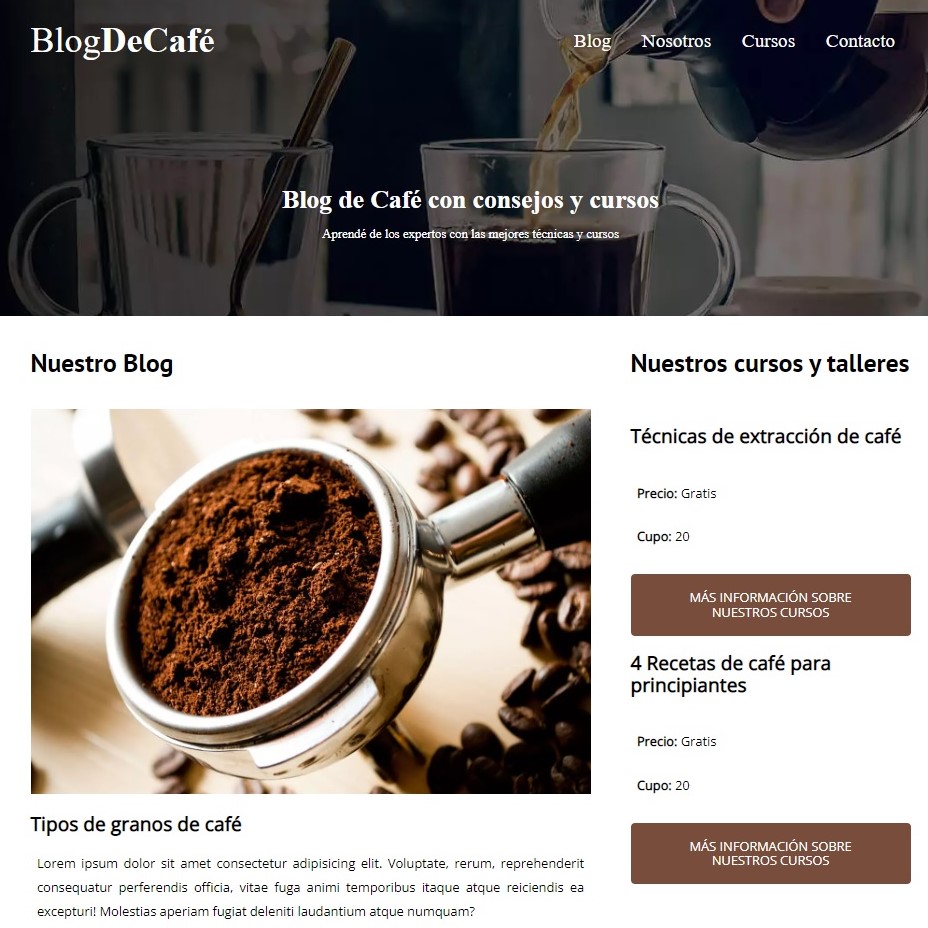 BlogDeCafé
Blog Nosotros Cursos Contacto
Blog de Café con consejos y cursos
Aprendé de los expertos con las mejores técnicas y cursos
Nuestro Blog
Tipos de granos de café
Lorem ipsum dolor sit amet consectetur adipisicing elit. Voluptate, rerum, reprehenderit
consequatur perferendis officia, vitae fuga animi temporibus itaque atque reiciendis ea
excepturi! Molestias aperiam fugiat deleniti laudantium atque numquam?
Nuestros cursos y talleres
Técnicas de extracción de café
Precio: Gratis
Cupo: 20
MÁS INFORMACIÓN SOBRE
NUESTROS CURSOS
4 Recetas de café para
principiantes
Precio: Gratis
Cupo: 20
MÁS INFORMACIÓN SOBRE
NUESTROS CURSOS